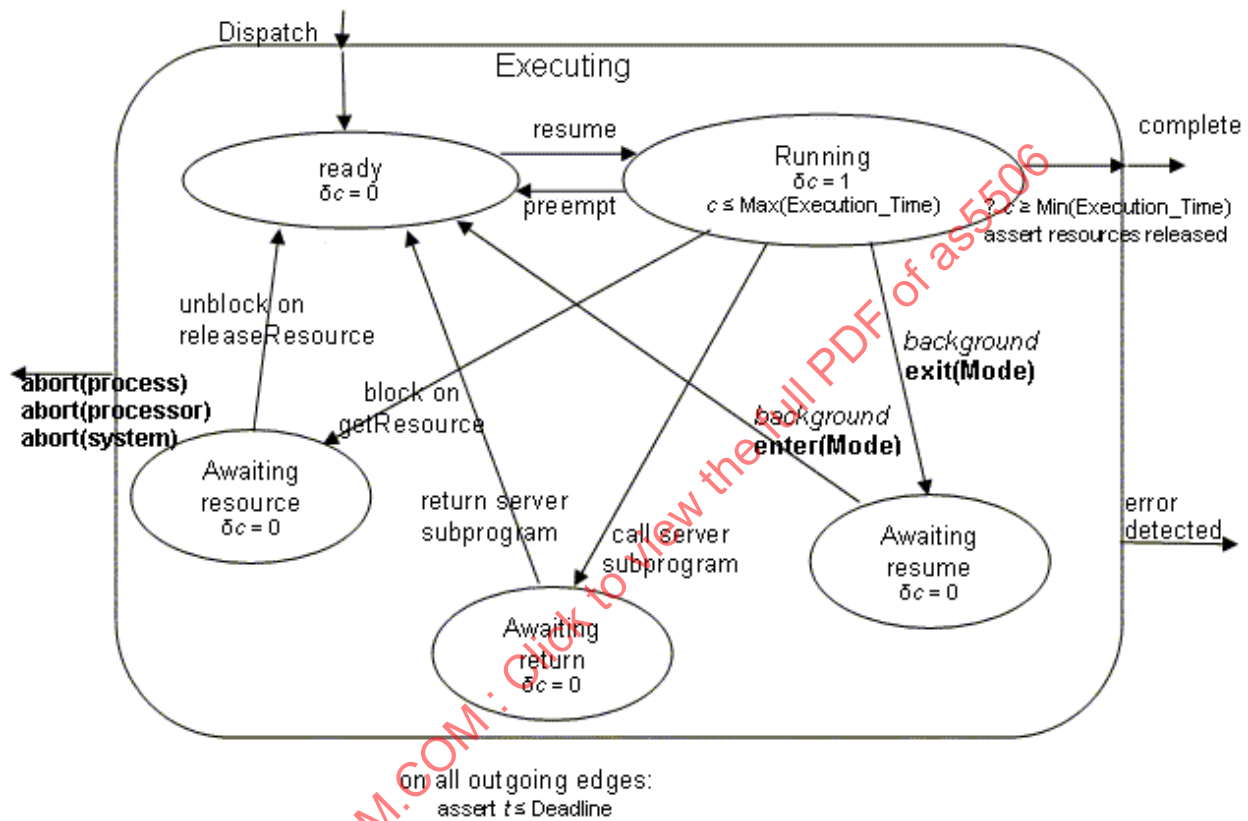 Dispatch
Executing
resume
complete
ready
δc = 0
Running
δc = 1
c ≤ Max(Execution_Time)
preempt
? c ≥ Min(Execution_Time)
assert resources released
unblock on
releaseResource
background
exit(Mode)
abort(process)
abort(processor)
abort(system)
block on
getResource
background
enter(Mode)
Awaiting
resource
δc = 0
return server
subprogram
call server
subprogram
error
detected
Awaiting
resume
δc = 0
Awaiting
return
δc = 0
on all outgoing edges:
assert t ≤ Deadline
M.COM : Click to view the full PDF of as5506